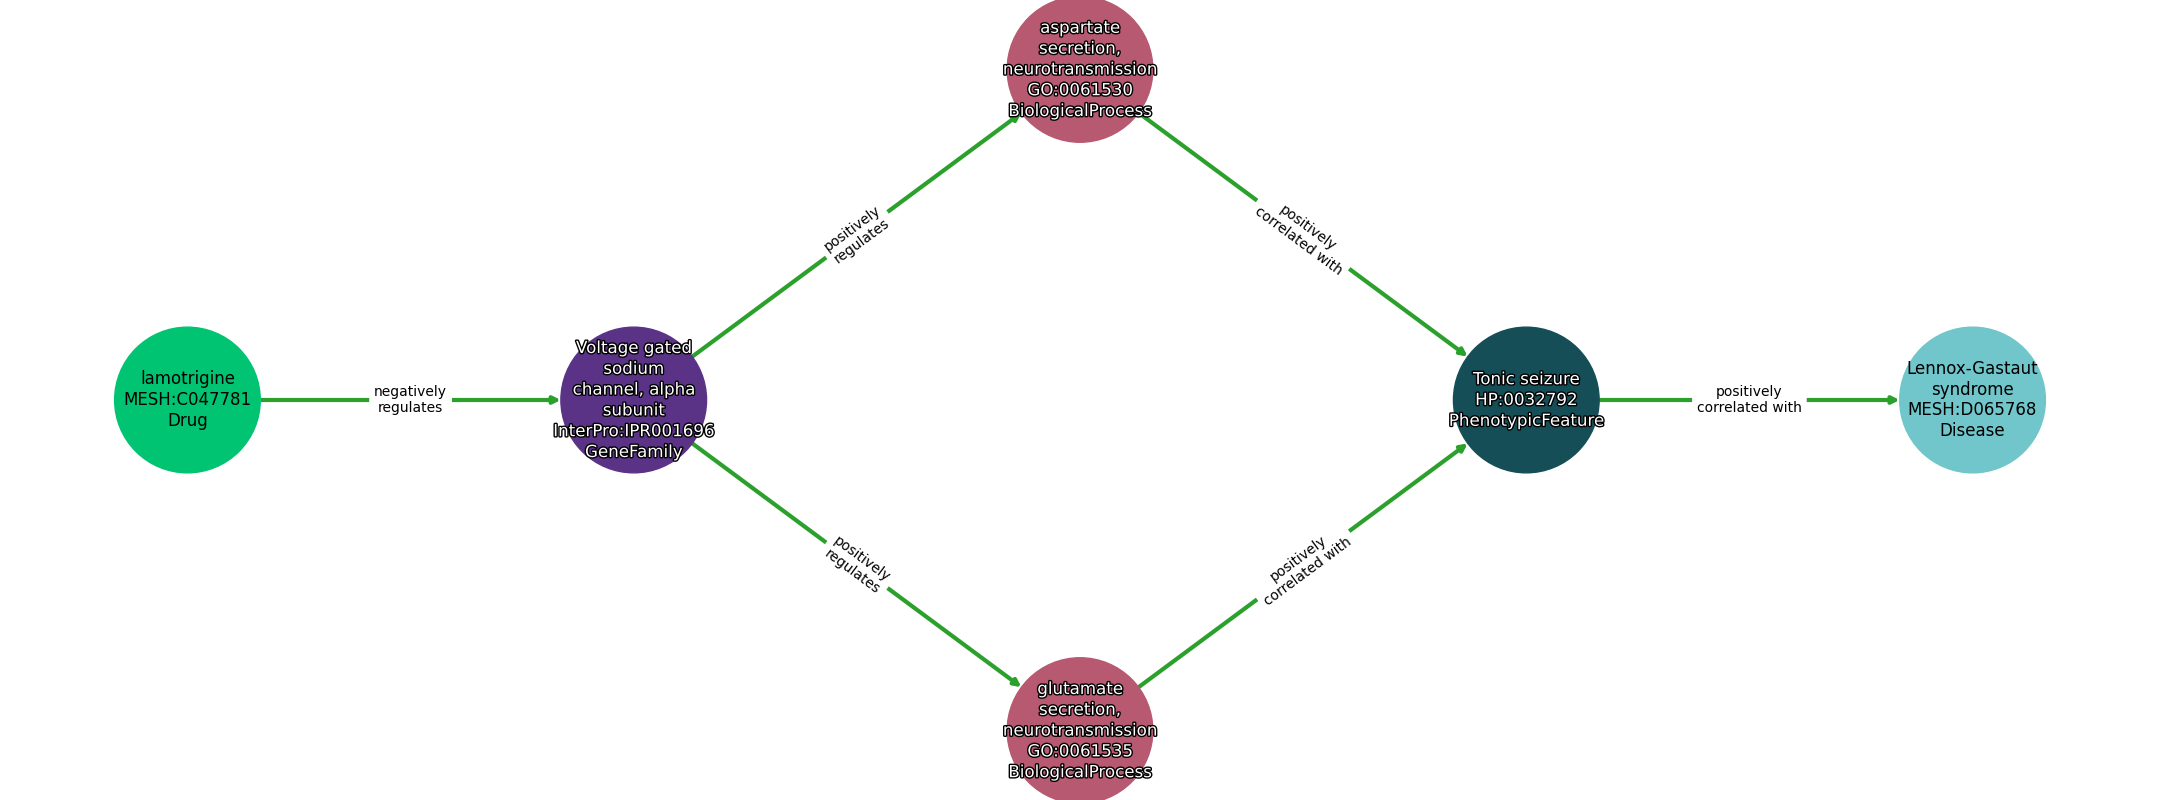 aspartate
secretion,
neurotransmission
GO:0061530
BiologicalProcess
positively
regulates
positively
correlated with
lamotrigine
MESH:C047781
Drug
negatively
regulates
Voltage gated
sodium
channel, alpha
subunit
InterPro:IPR001696
GeneFamily
Tonic seizure
HP:0032792
PhenotypicFeature
positively
correlated with
Lennox-Gastaut
syndrome
MESH:D065768
Disease
positively
regulates
positively
correlated with
glutamate
secretion,
neurotransmission
GO:0061535
BiologicalProcess